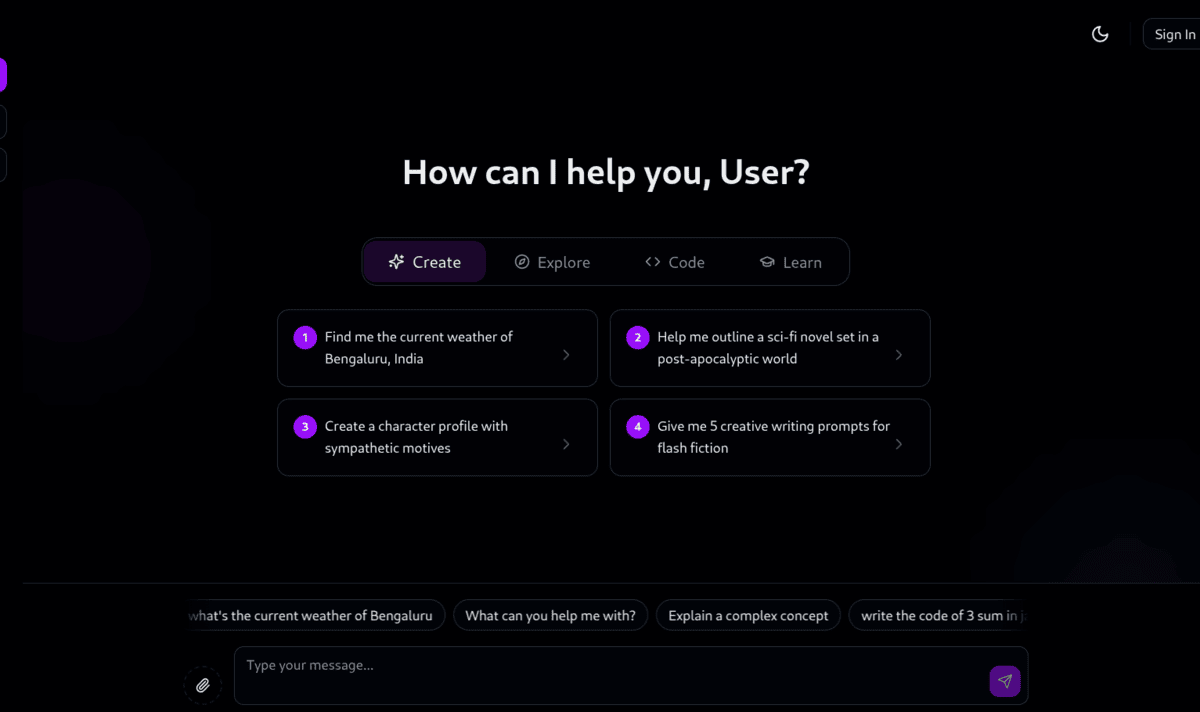 Sign In
How can I help you, User?
Create
Explore
Code
Learn
1
Find me the current weather of
Bengaluru, India
2
Help me outline a sci-fi novel set in a
post-apocalyptic world
3
Create a character profile with
sympathetic motives
4
Give me 5 creative writing prompts for
flash fiction
what's the current weather of Bengaluru
What can you help me with?
Explain a complex concept
write the code of 3 sum in
Type your message...